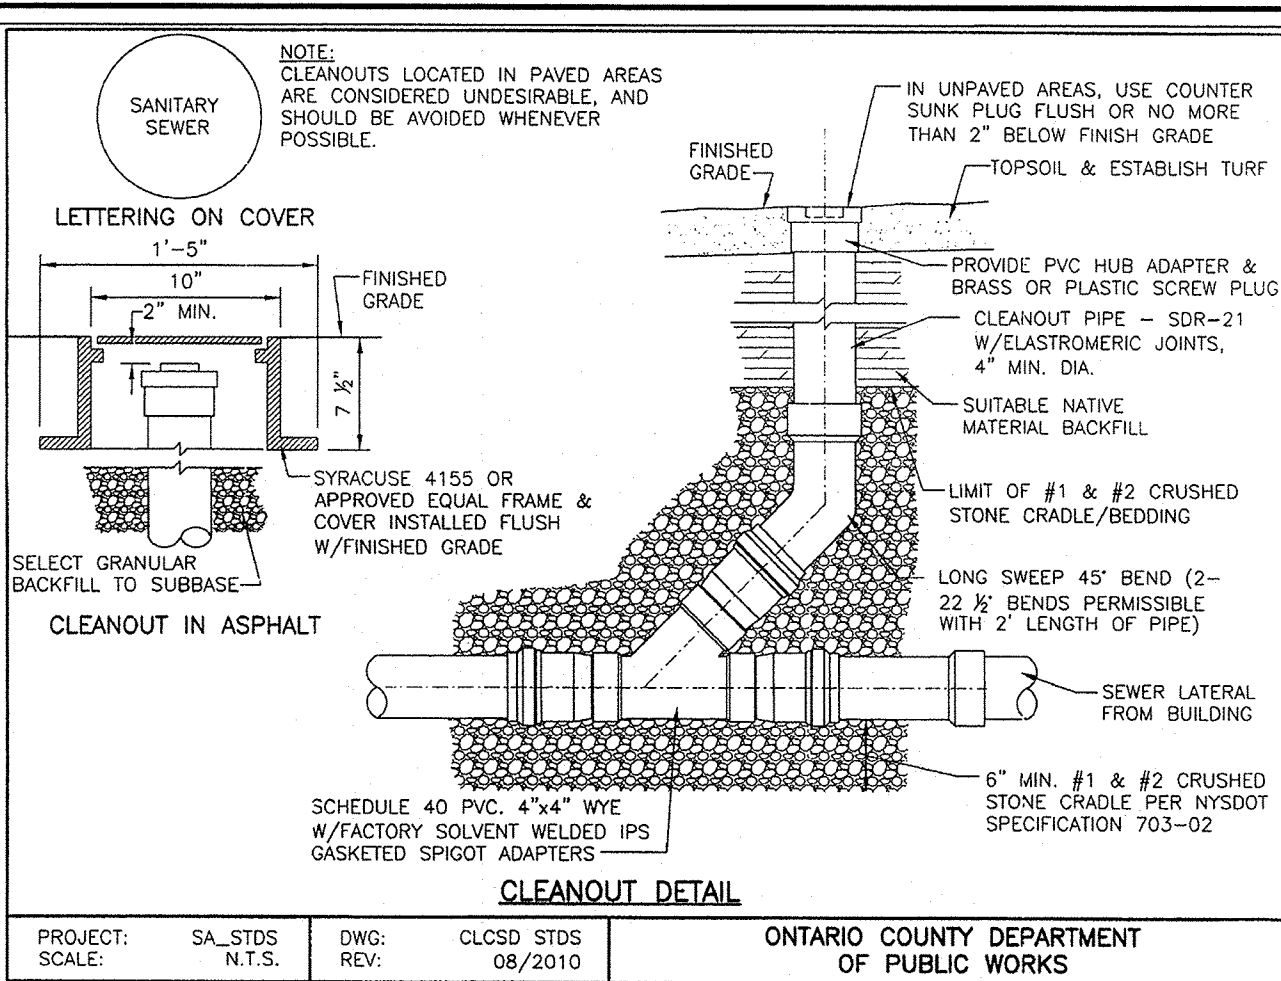 SANITARY
SEWER
LETTERING ON COVER
NOTE:
CLEANOUTS LOCATED IN PAVED AREAS
ARE CONSIDERED UNDESIRABLE, AND
SHOULD BE AVOIDED WHENEVER
POSSIBLE.
1'-5"
10"
2" MIN.
FINISHED
GRADE
7 ½"
SYRACUSE 4155 OR
APPROVED EQUAL FRAME &
COVER INSTALLED FLUSH
W/FINISHED GRADE
SELECT GRANULAR
BACKFILL TO SUBBASE
CLEANOUT IN ASPHALT
FINISHED
GRADE
IN UNPAVED AREAS, USE COUNTER
SUNK PLUG FLUSH OR NO MORE
THAN 2" BELOW FINISH GRADE
TOPSOIL & ESTABLISH TURF
PROVIDE PVC HUB ADAPTER &
BRASS OR PLASTIC SCREW PLUG
CLEANOUT PIPE - SDR-21
W/ELASTROMERIC JOINTS,
4" MIN. DIA.
SUITABLE NATIVE
MATERIAL BACKFILL
LIMIT OF #1 & #2 CRUSHED
STONE CRADLE/BEDDING
LONG SWEEP 45° BEND (2-
22 ½° BENDS PERMISSIBLE
WITH 2' LENGTH OF PIPE)
SEWER LATERAL
FROM BUILDING
6" MIN. #1 & #2 CRUSHED
STONE CRADLE PER NYSDOT
SPECIFICATION 703-02
SCHEDULE 40 PVC. 4"x4" WYE
W/FACTORY SOLVENT WELDED IPS
GASKETED SPIGOT ADAPTERS
CLEANOUT DETAIL
PROJECT: SA_STDS
SCALE: N.T.S.
DWG: CLCSD STDS
REV: 08/2010
ONTARIO COUNTY DEPARTMENT
OF PUBLIC WORKS